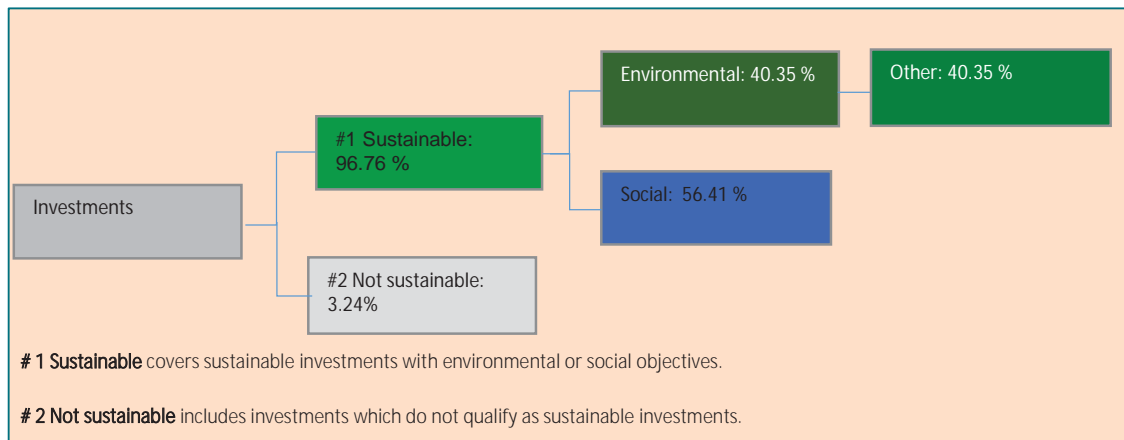 Environmental: 40.35 %
Other: 40.35 %
#1 Sustainable:
96.76 %
Social: 56.41 %
Investments
#2 Not sustainable:
3.24%
# 1 Sustainable covers sustainable investments with environmental or social objectives.
# 2 Not sustainable includes investments which do not qualify as sustainable investments.